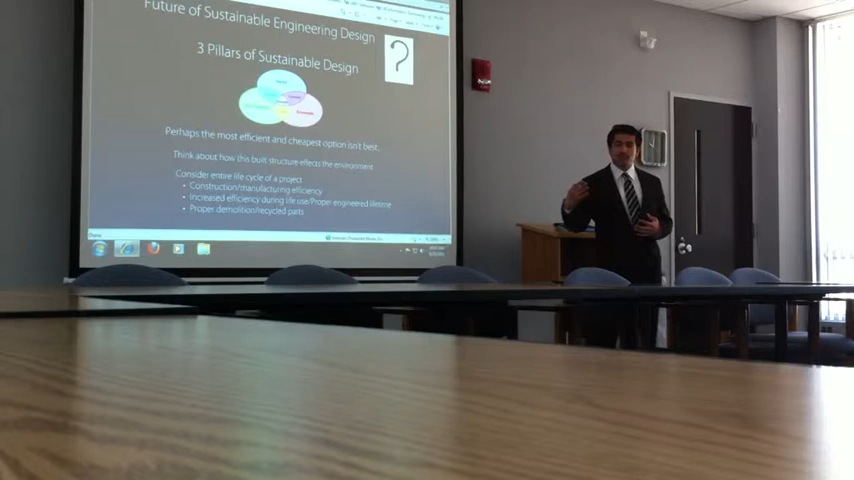 Future of Sustainable Engineering Design
?
3 Pillars of Sustainable Design
Perhaps the most efficient and cheapest option isn't best.
Think about how this built structure effects the environment
Consider entire life cycle of a project
• Construction/manufacturing efficiency
• Increased efficiency during life use/Proper engineered lifetime
• Proper demolition/recycled parts